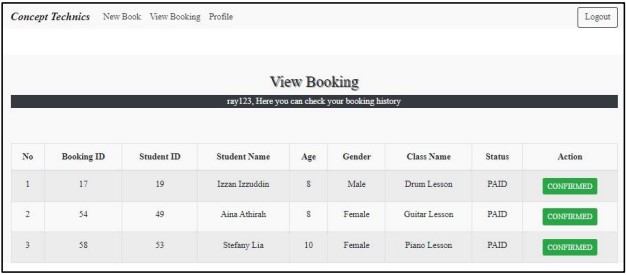 Concept Technics New Book View Booking Profile Logout
View Booking
ray123, Here you can check your booking history
No Booking ID Student ID Student Name Age Gender Class Name Status Action
1 17 19 Izzan Izzuddin 8 Male Drum Lesson PAID CONFIRMED
2 54 49 Aina Athirah 8 Female Guitar Lesson PAID CONFIRMED
3 58 53 Stefany Lia 10 Female Piano Lesson PAID CONFIRMED